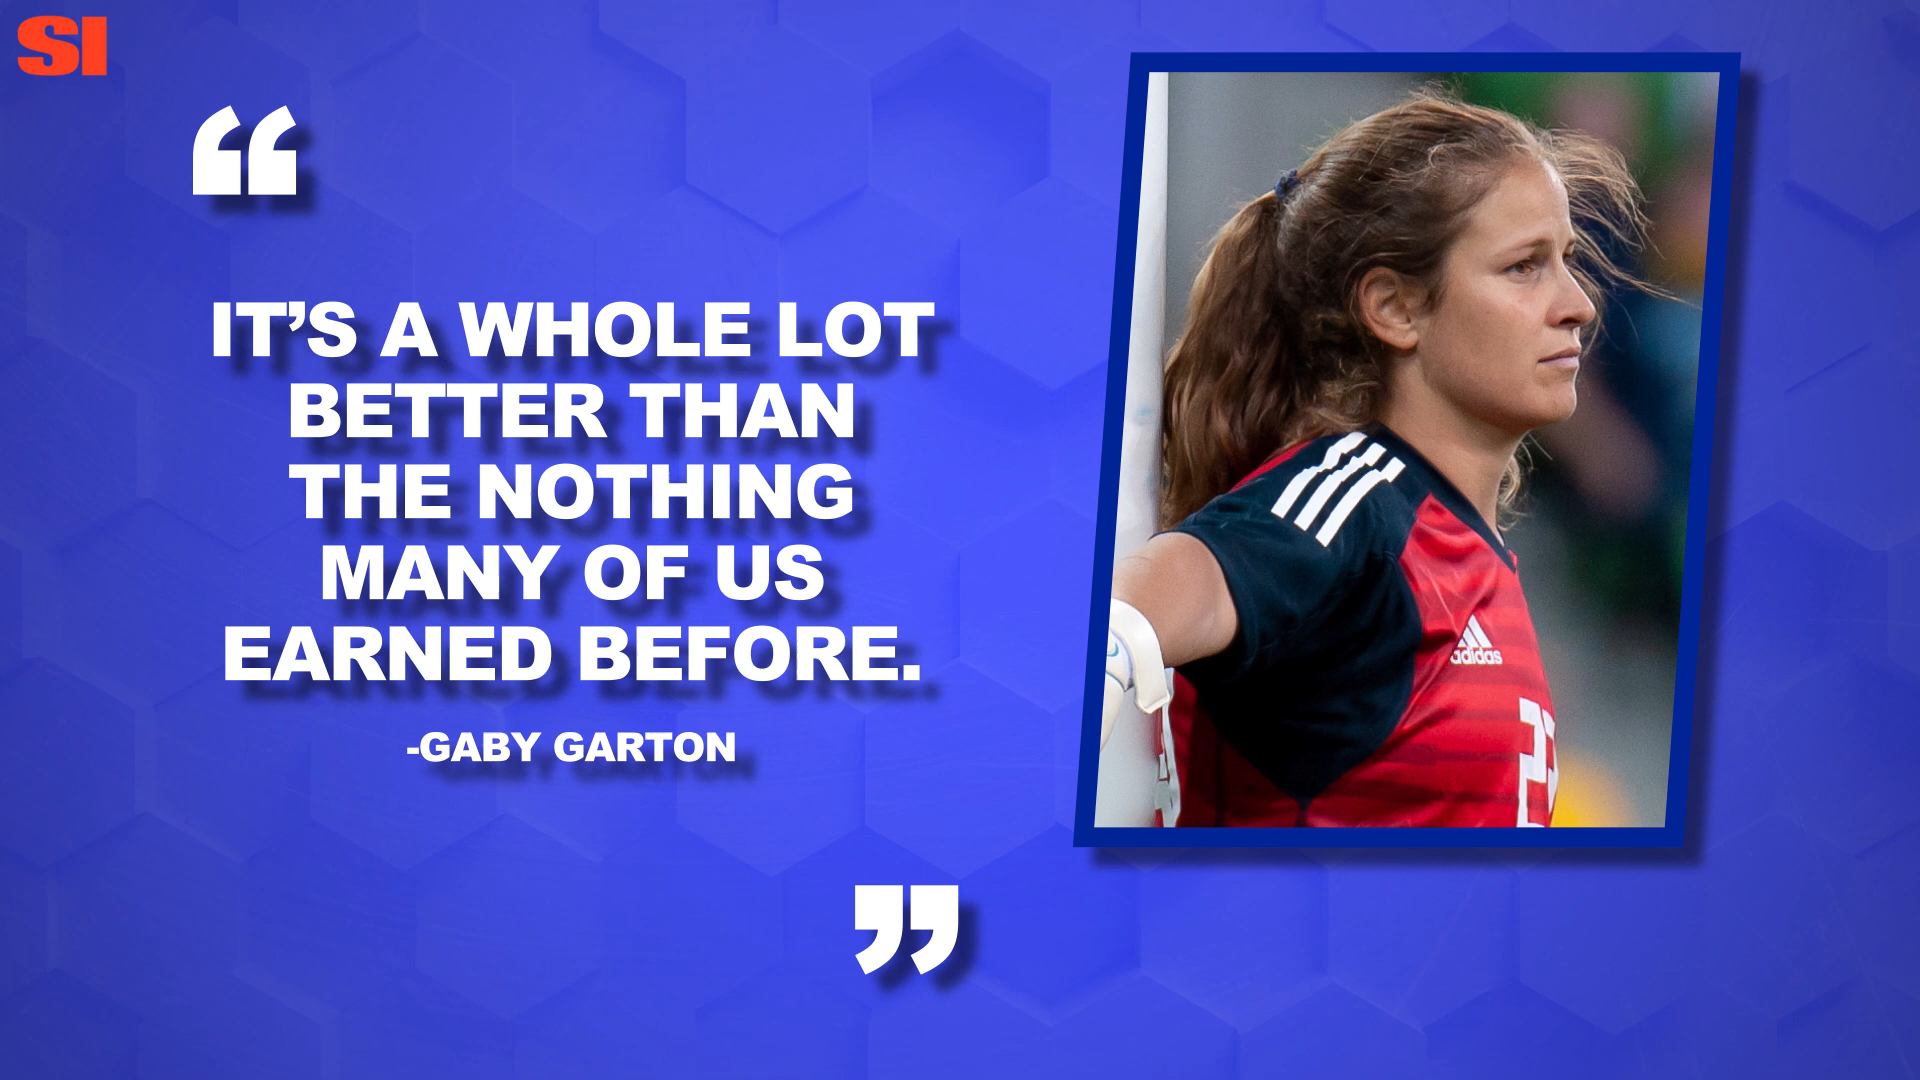 SI
“
IT’S A WHOLE LOT
BETTER THAN
THE NOTHING
MANY OF US
EARNED BEFORE.
-GABY GARTON
”
adidas